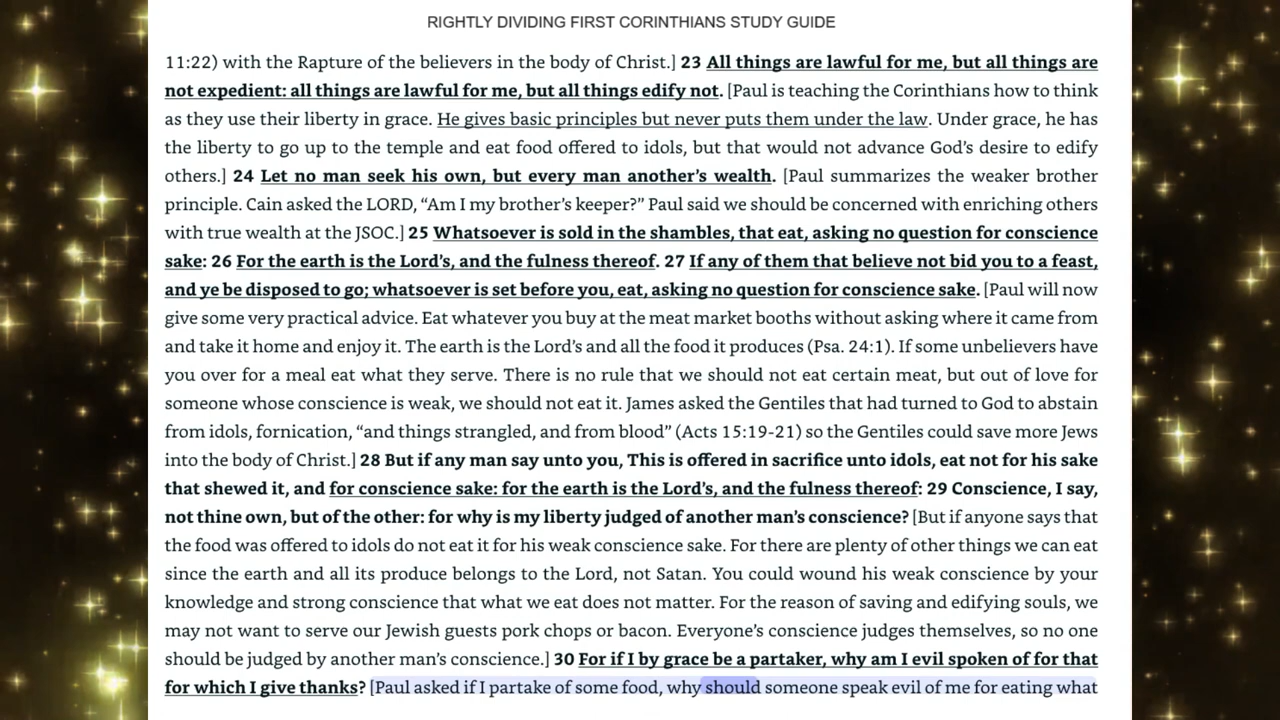 RIGHTLY DIVIDING FIRST CORINTHIANS STUDY GUIDE
11:22) with the Rapture of the believers in the body of Christ.] 23 All things are lawful for me, but all things are
not expedient: all things are lawful for me, but all things edify not. [Paul is teaching the Corinthians how to think
as they use their liberty in grace. He gives basic principles but never puts them under the law. Under grace, he has
the liberty to go up to the temple and eat food offered to idols, but that would not advance God’s desire to edify
others.] 24 Let no man seek his own, but every man another’s wealth. [Paul summarizes the weaker brother
principle. Cain asked the LORD, “Am I my brother’s keeper?” Paul said we should be concerned with enriching others
with true wealth at the JSOC.] 25 Whatsoever is sold in the shambles, that eat, asking no question for conscience
sake: 26 For the earth is the Lord’s, and the fulness thereof. 27 If any of them that believe not bid you to a feast,
and ye be disposed to go; whatsoever is set before you, eat, asking no question for conscience sake. [Paul will now
give some very practical advice. Eat whatever you buy at the meat market booths without asking where it came from
and take it home and enjoy it. The earth is the Lord’s and all the food it produces (Psa. 24:1). If some unbelievers have
you over for a meal eat what they serve. There is no rule that we should not eat certain meat, but out of love for
someone whose conscience is weak, we should not eat it. James asked the Gentiles that had turned to God to abstain
from idols, fornication, “and things strangled, and from blood” (Acts 15:19-21) so the Gentiles could save more Jews
into the body of Christ.] 28 But if any man say unto you, This is offered in sacrifice unto idols, eat not for his sake
that shewed it, and for conscience sake: for the earth is the Lord’s, and the fulness thereof: 29 Conscience, I say,
not thine own, but of the other: for why is my liberty judged of another man’s conscience? [But if anyone says that
the food was offered to idols do not eat it for his weak conscience sake. For there are plenty of other things we can eat
since the earth and all its produce belongs to the Lord, not Satan. You could wound his weak conscience by your
knowledge and strong conscience that what we eat does not matter. For the reason of saving and edifying souls, we
may not want to serve our Jewish guests pork chops or bacon. Everyone’s conscience judges themselves, so no one
should be judged by another man’s conscience.] 30 For if I by grace be a partaker, why am I evil spoken of for that
for which I give thanks? [Paul asked if I partake of some food, why should someone speak evil of me for eating what